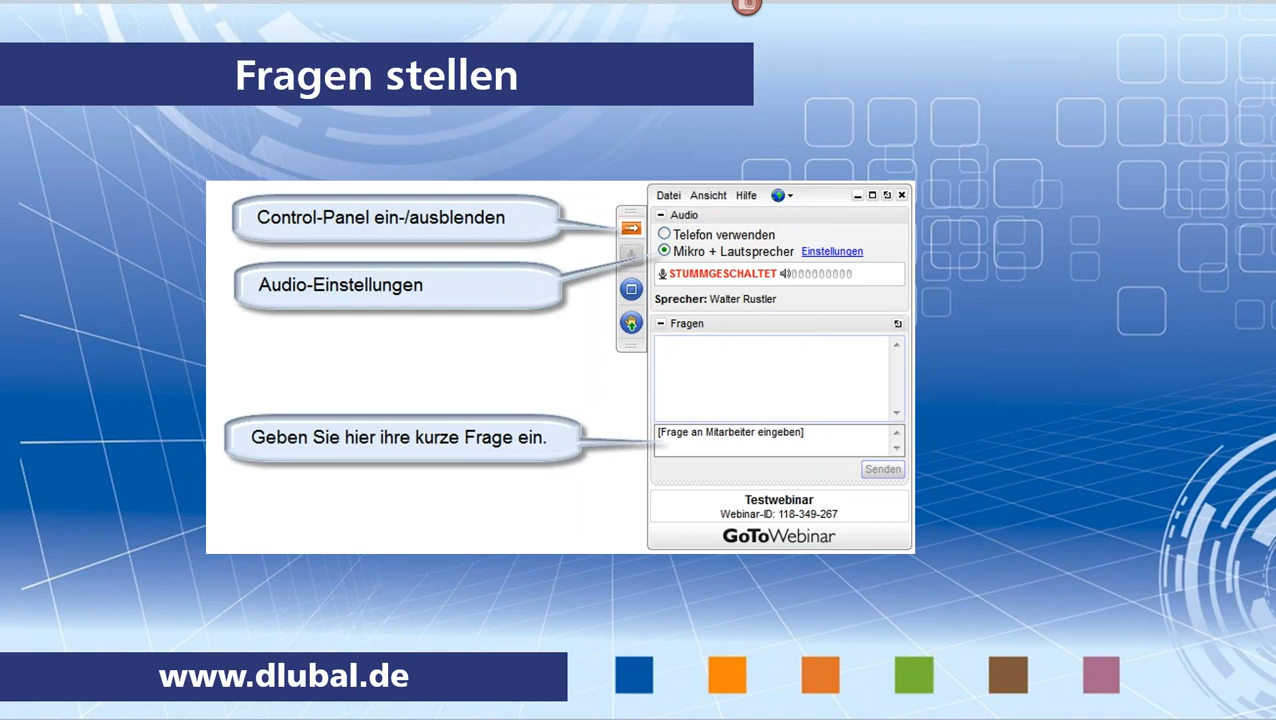 Fragen stellen
Control-Panel ein-/ausblenden
Audio-Einstellungen
Geben Sie hier ihre kurze Frage ein.
Datei Ansicht Hilfe
Audio
Telefon verwenden
Mikro + Lautsprecher Einstellungen
STUMMGESCHALTET 000000000
Sprecher: Walter Rustler
Fragen
[Frage an Mitarbeiter eingeben]
Senden
Testwebinar
Webinar-ID: 118-349-267
GoToWebinar
www.dlubal.de